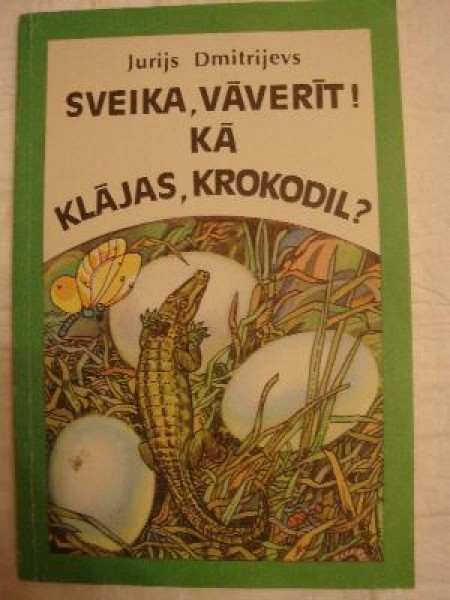 Jurijs Dmitrijevs
SVEIKA, VĀVERĪT!
KĀ
KLĀJAS, KROKODIL?